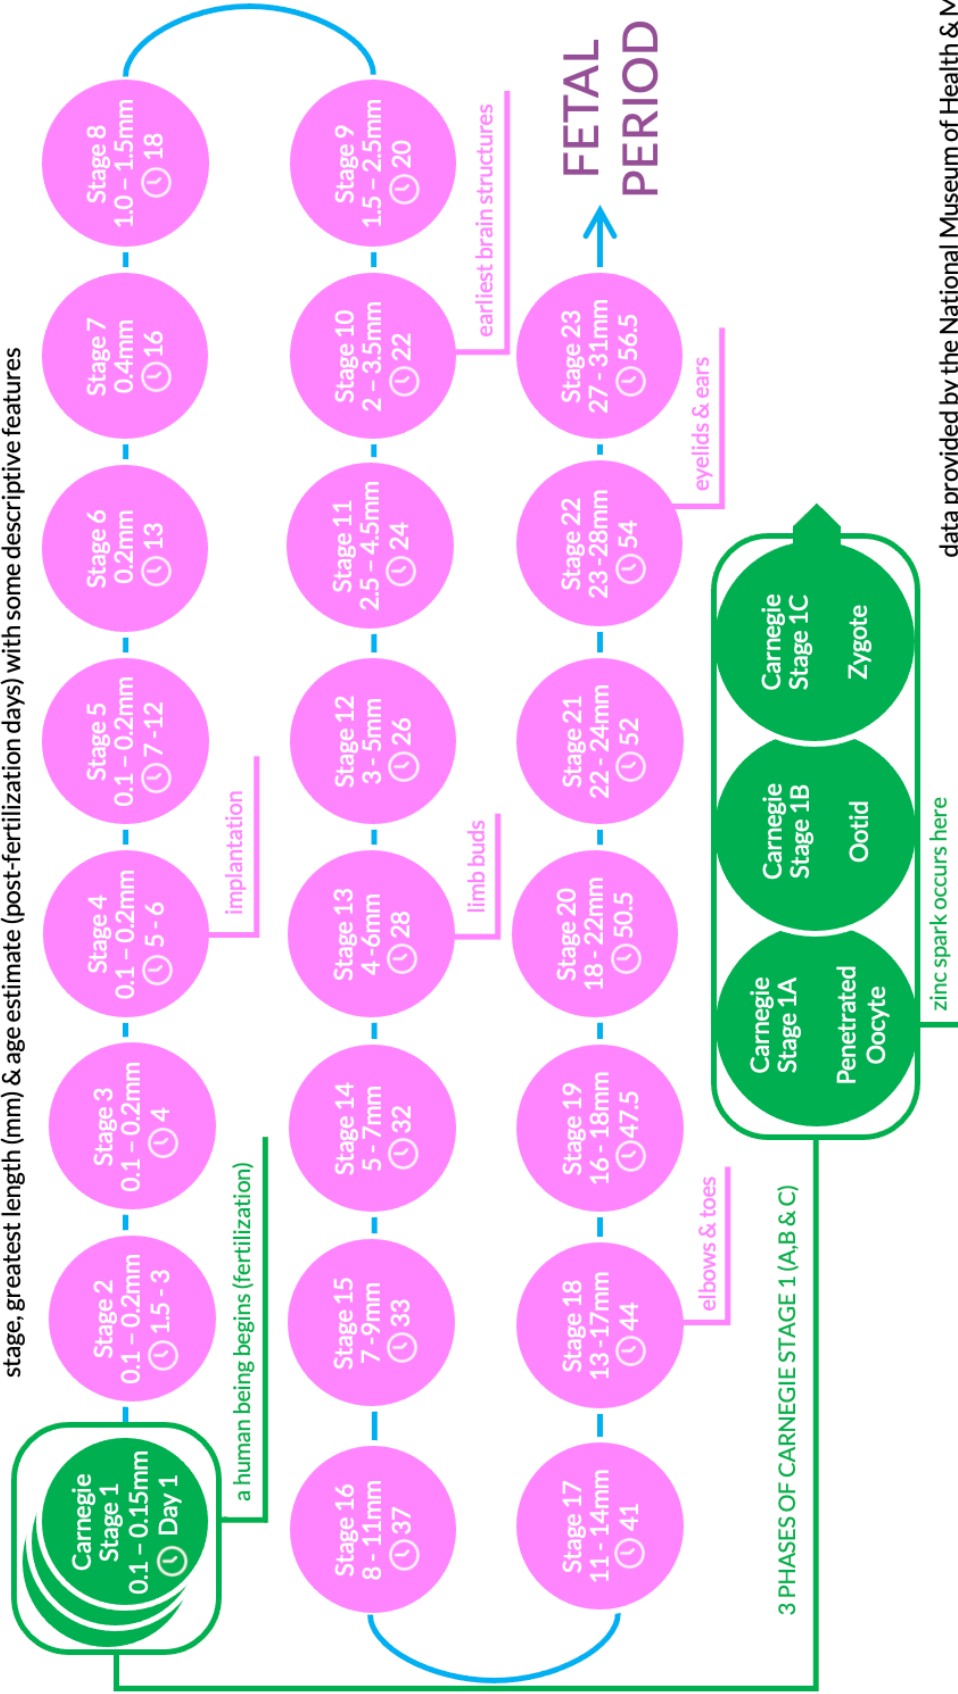 stage, greatest length (mm) & age estimate (post-fertilization days) with some descriptive features
Carnegie
Stage 1
0.1 – 0.15mm
Day 1
a human being begins (fertilization)
Stage 2
0.1 – 0.2mm
1.5 - 3
Stage 3
0.1 – 0.2mm
4
Stage 4
0.1 – 0.2mm
5 - 6
implantation
Stage 5
0.1 – 0.2mm
7 -12
Stage 6
0.2mm
13
Stage 7
0.4mm
16
Stage 8
1.0 – 1.5mm
18
Stage 9
1.5 – 2.5mm
20
Stage 10
2 – 3.5mm
22
earliest brain structures
Stage 11
2.5 – 4.5mm
24
Stage 12
3 - 5mm
26
Stage 13
4 -6mm
28
limb buds
Stage 14
5 - 7mm
32
Stage 15
7 -9mm
33
Stage 16
8 - 11mm
37
Stage 17
11 - 14mm
41
Stage 18
13 -17mm
44
elbows & toes
Stage 19
16 -18mm
47.5
Stage 20
18 - 22mm
50.5
Stage 21
22 - 24mm
52
Stage 22
23 -28mm
54
eyelids & ears
Stage 23
27 - 31mm
56.5
FETAL
PERIOD
3 PHASES OF CARNEGIE STAGE 1 (A,B & C)
Carnegie
Stage 1A
Penetrated
Oocyte
Carnegie
Stage 1B
Ootid
Carnegie
Stage 1C
Zygote
zinc spark occurs here
data provided by the National Museum of Health & M